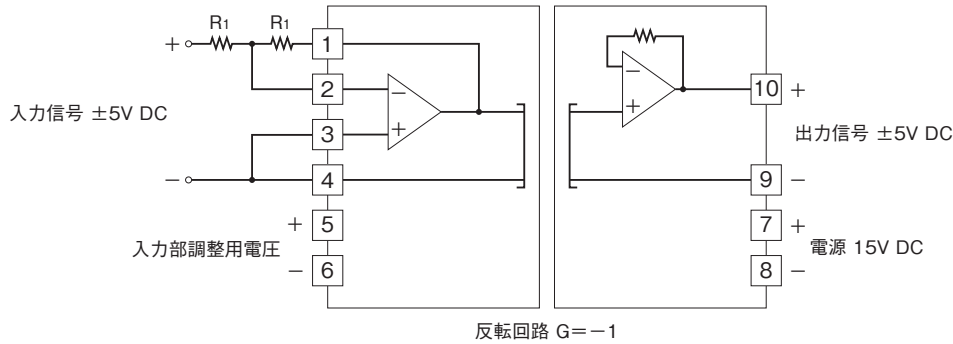 R1 R1
+ 1
2 −
入力信号 ±5V DC
3 +
− 4
+ 5
入力部調整用電圧
− 6
−
+
10 +
出力信号 ±5V DC
9 −
7 +
電源 15V DC
8 −
反転回路 G=−1